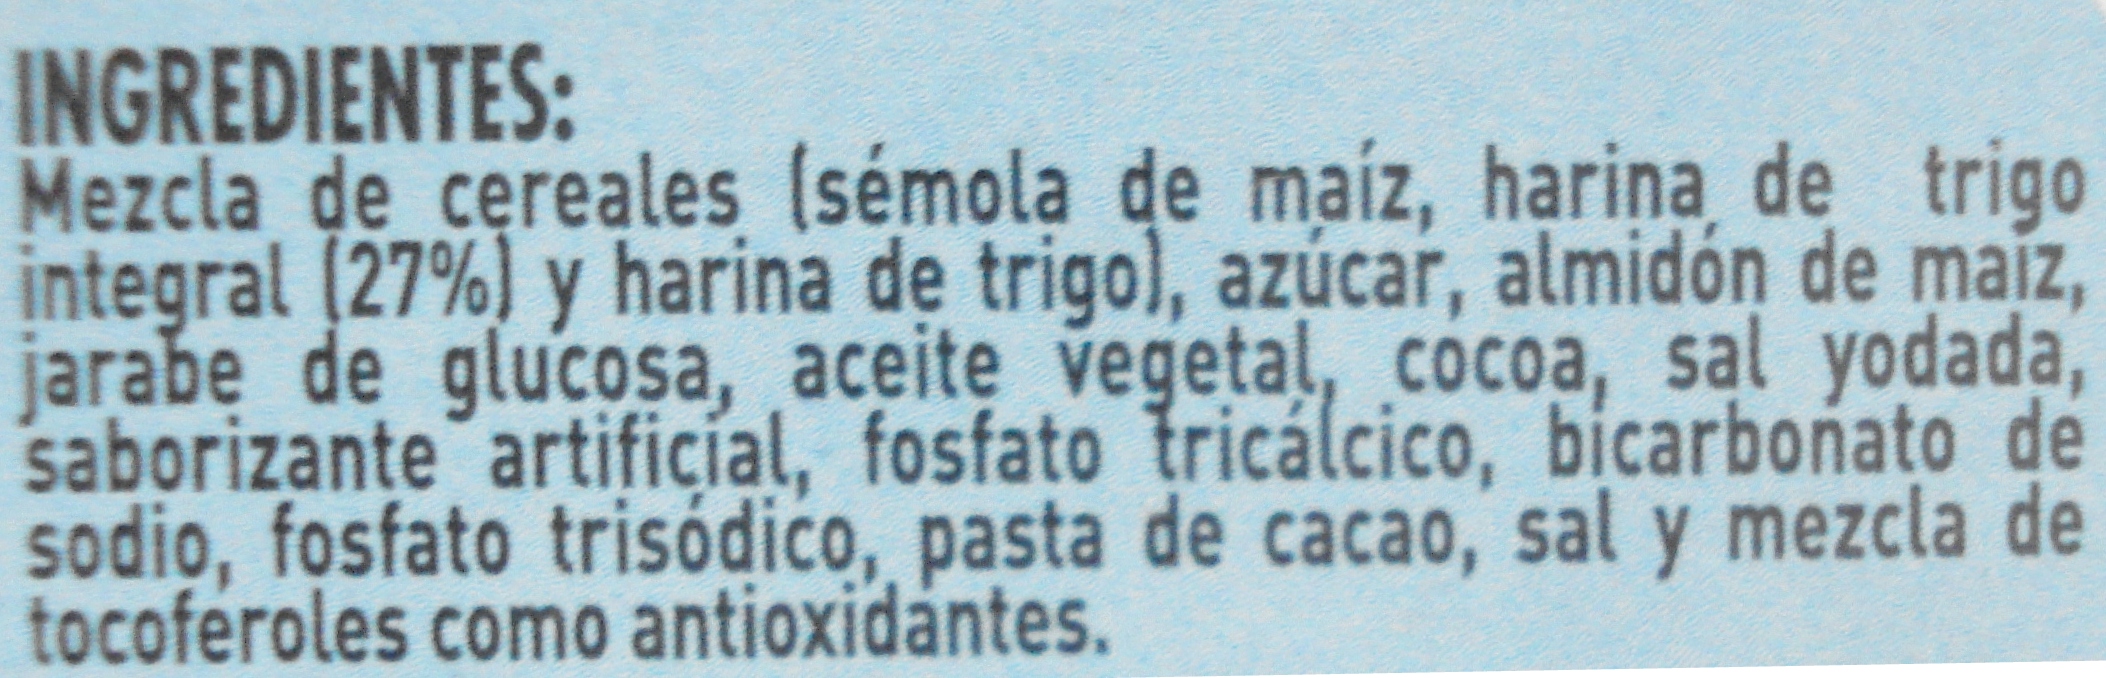 INGREDIENTES:
Mezcla de cereales (sémola de maíz, harina de trigo
integral (27%) y harina de trigo), azúcar, almidón de maíz,
jarabe de glucosa, aceite vegetal, cocoa, sal yodada,
saborizante artificial, fosfato tricálcico, bicarbonato de
sodio, fosfato trisódico, pasta de cacao, sal y mezcla de
tocoferoles como antioxidantes.